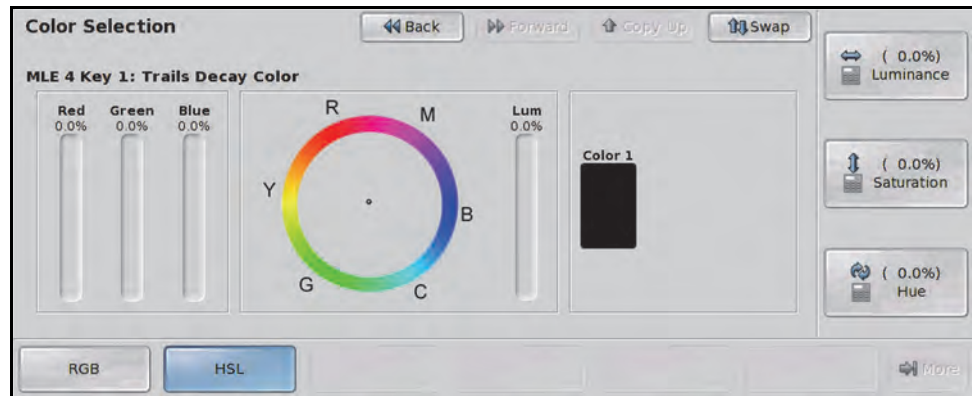 Color Selection
Back
Forward
Copy Up
Swap
MLE 4 Key 1: Trails Decay Color
Red
0.0%
Green
0.0%
Blue
0.0%
R
M
Y
B
G
C
Lum
0.0%
Color 1
( 0.0%)
Luminance
( 0.0%)
Saturation
( 0.0%)
Hue
RGB
HSL
More